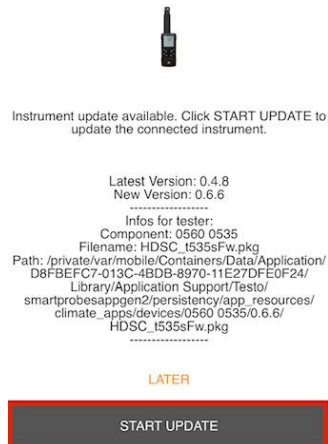 Instrument update available. Click START UPDATE to
update the connected instrument.
Latest Version: 0.4.8
New Version: 0.6.6
------------------
Infos for tester:
Component: 0560 0535
Filename: HDSC_t535sFw.pkg
Path: /private/var/mobile/Containers/Data/Application/
D8FBEFC7-013C-4BDB-8970-11E27DFE0F24/
Library/Application Support/Testo/
smartprobesappgen2/persistency/app_resources/
climate_apps/devices/0560 0535/0.6.6/
HDSC_t535sFw.pkg
------------------
LATER
START UPDATE